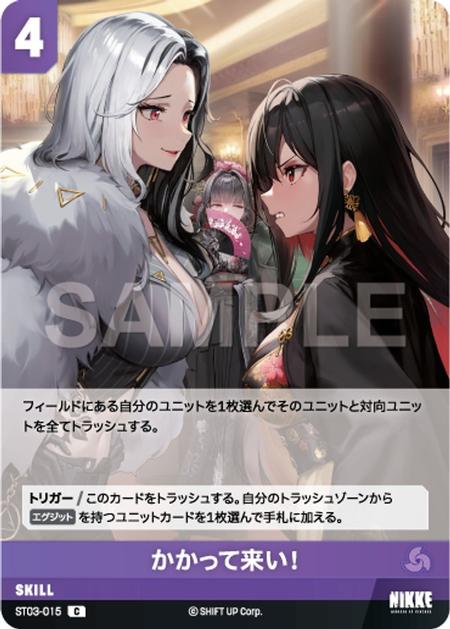 4
SAMPLE
フィールドにある自分のユニットを1枚選んでそのユニットと対向ユニッ
トを全てトラッシュする。
トリガー / このカードをトラッシュする。自分のトラッシュゾーンから
エグジット を持つユニットカードを1枚選んで手札に加える。
かかって来い!
SKILL
ST03-015 C
© SHIFT UP Corp.
NIKKE